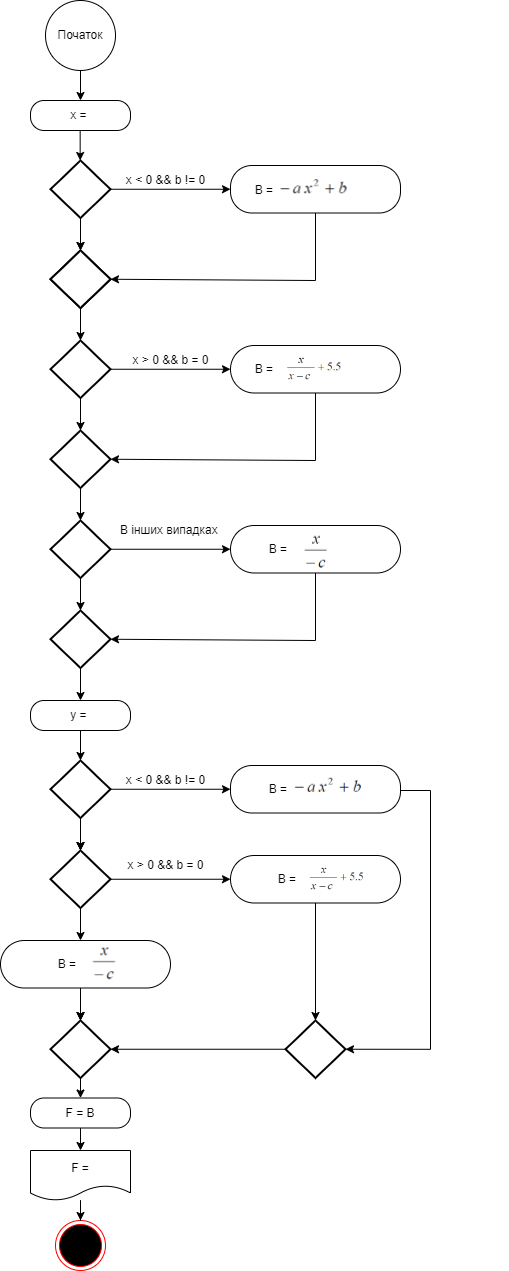 Початок
x =
x < 0 && b != 0
B = −ax² + b
x > 0 && b = 0
B = x/(x − c) + 5.5
В інших випадках
B = x/−c
y =
x < 0 && b != 0
B = −ax² + b
x > 0 && b = 0
B = x/(x − c) + 5.5
B = x/−c
F = B
F =